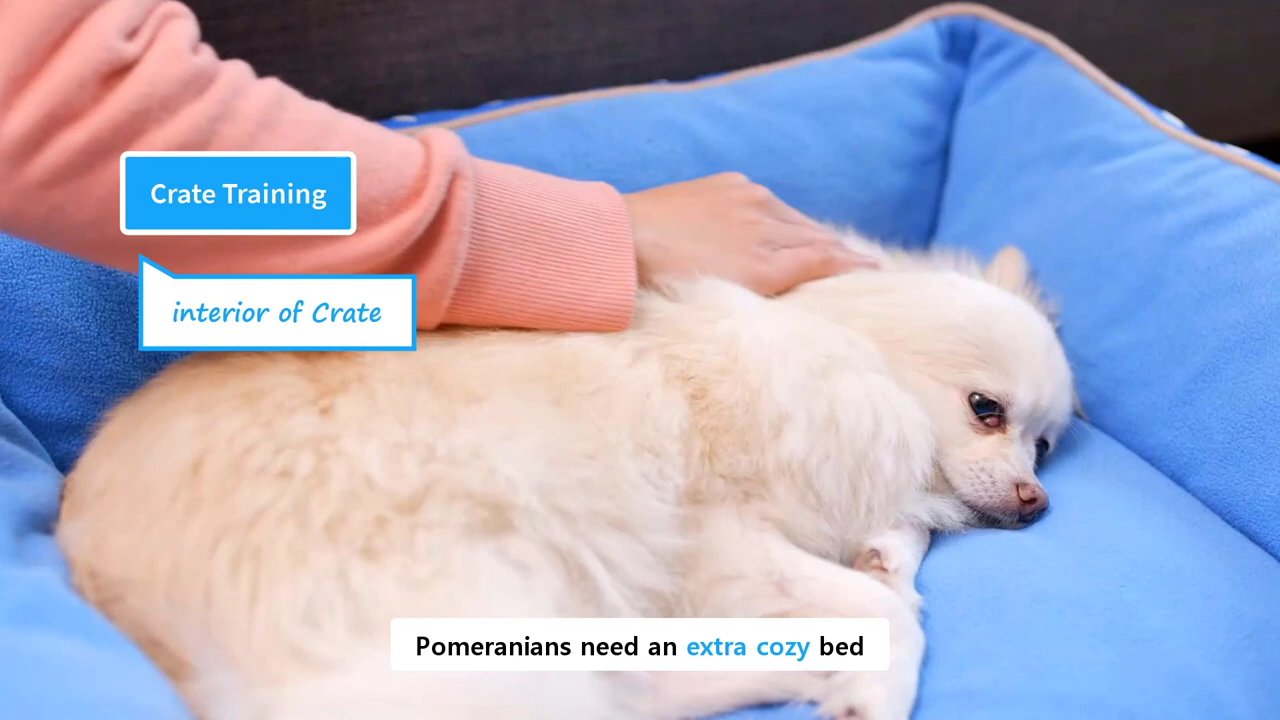 Crate Training
interior of Crate
Pomeranians need an extra cozy bed